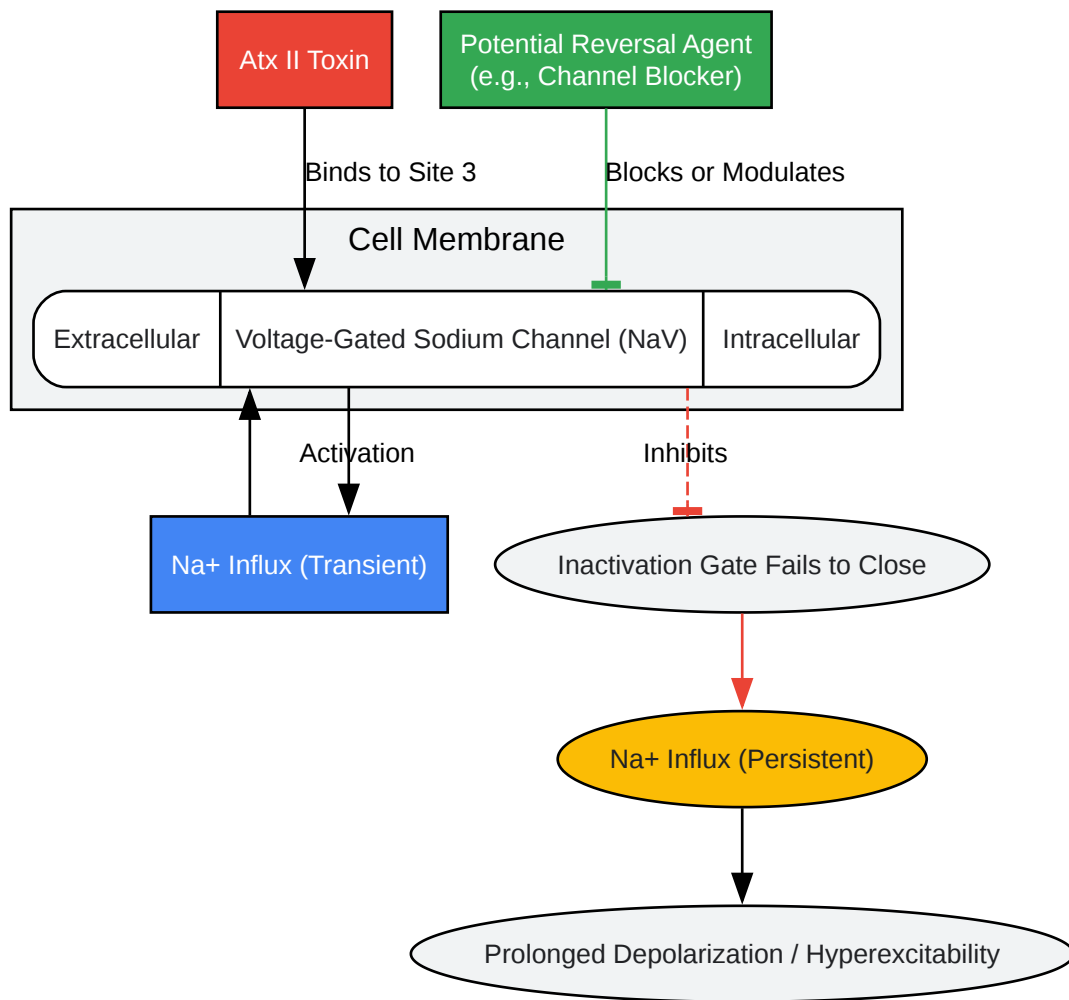 Atx II Toxin
Potential Reversal Agent
(e.g., Channel Blocker)
Binds to Site 3
Blocks or Modulates
Cell Membrane
Extracellular
Voltage-Gated Sodium Channel (NaV)
Intracellular
Activation
Inhibits
Na+ Influx (Transient)
Inactivation Gate Fails to Close
Na+ Influx (Persistent)
Prolonged Depolarization / Hyperexcitability